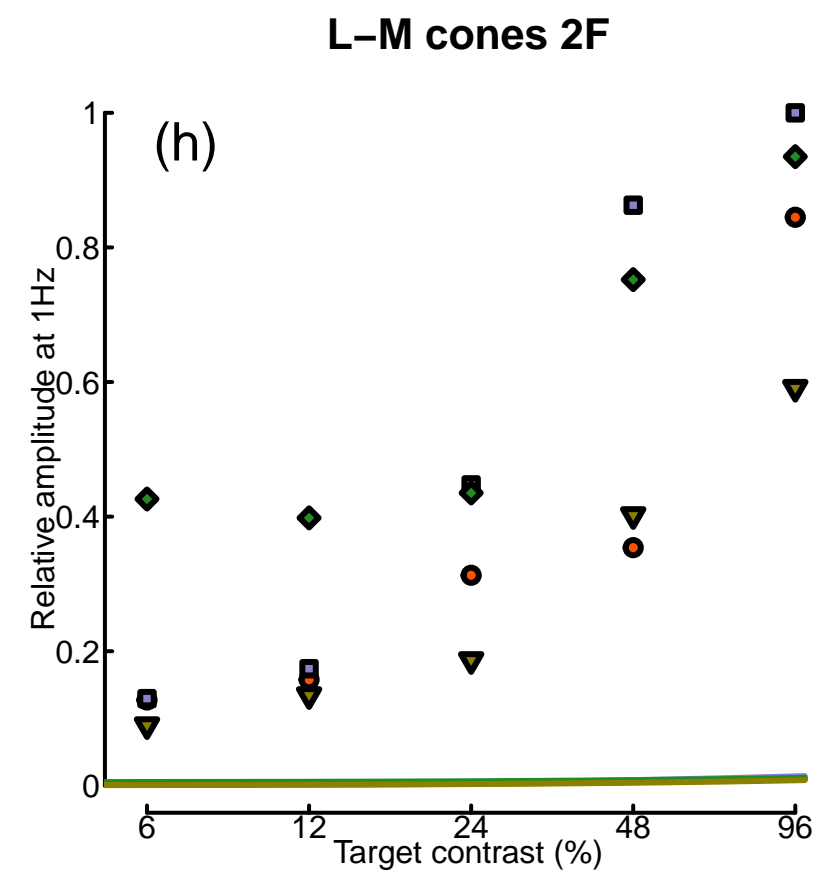 L−M cones 2F
(h)
Relative amplitude at 1Hz
1
0.8
0.6
0.4
0.2
0
6 12 24 48 96
Target contrast (%)